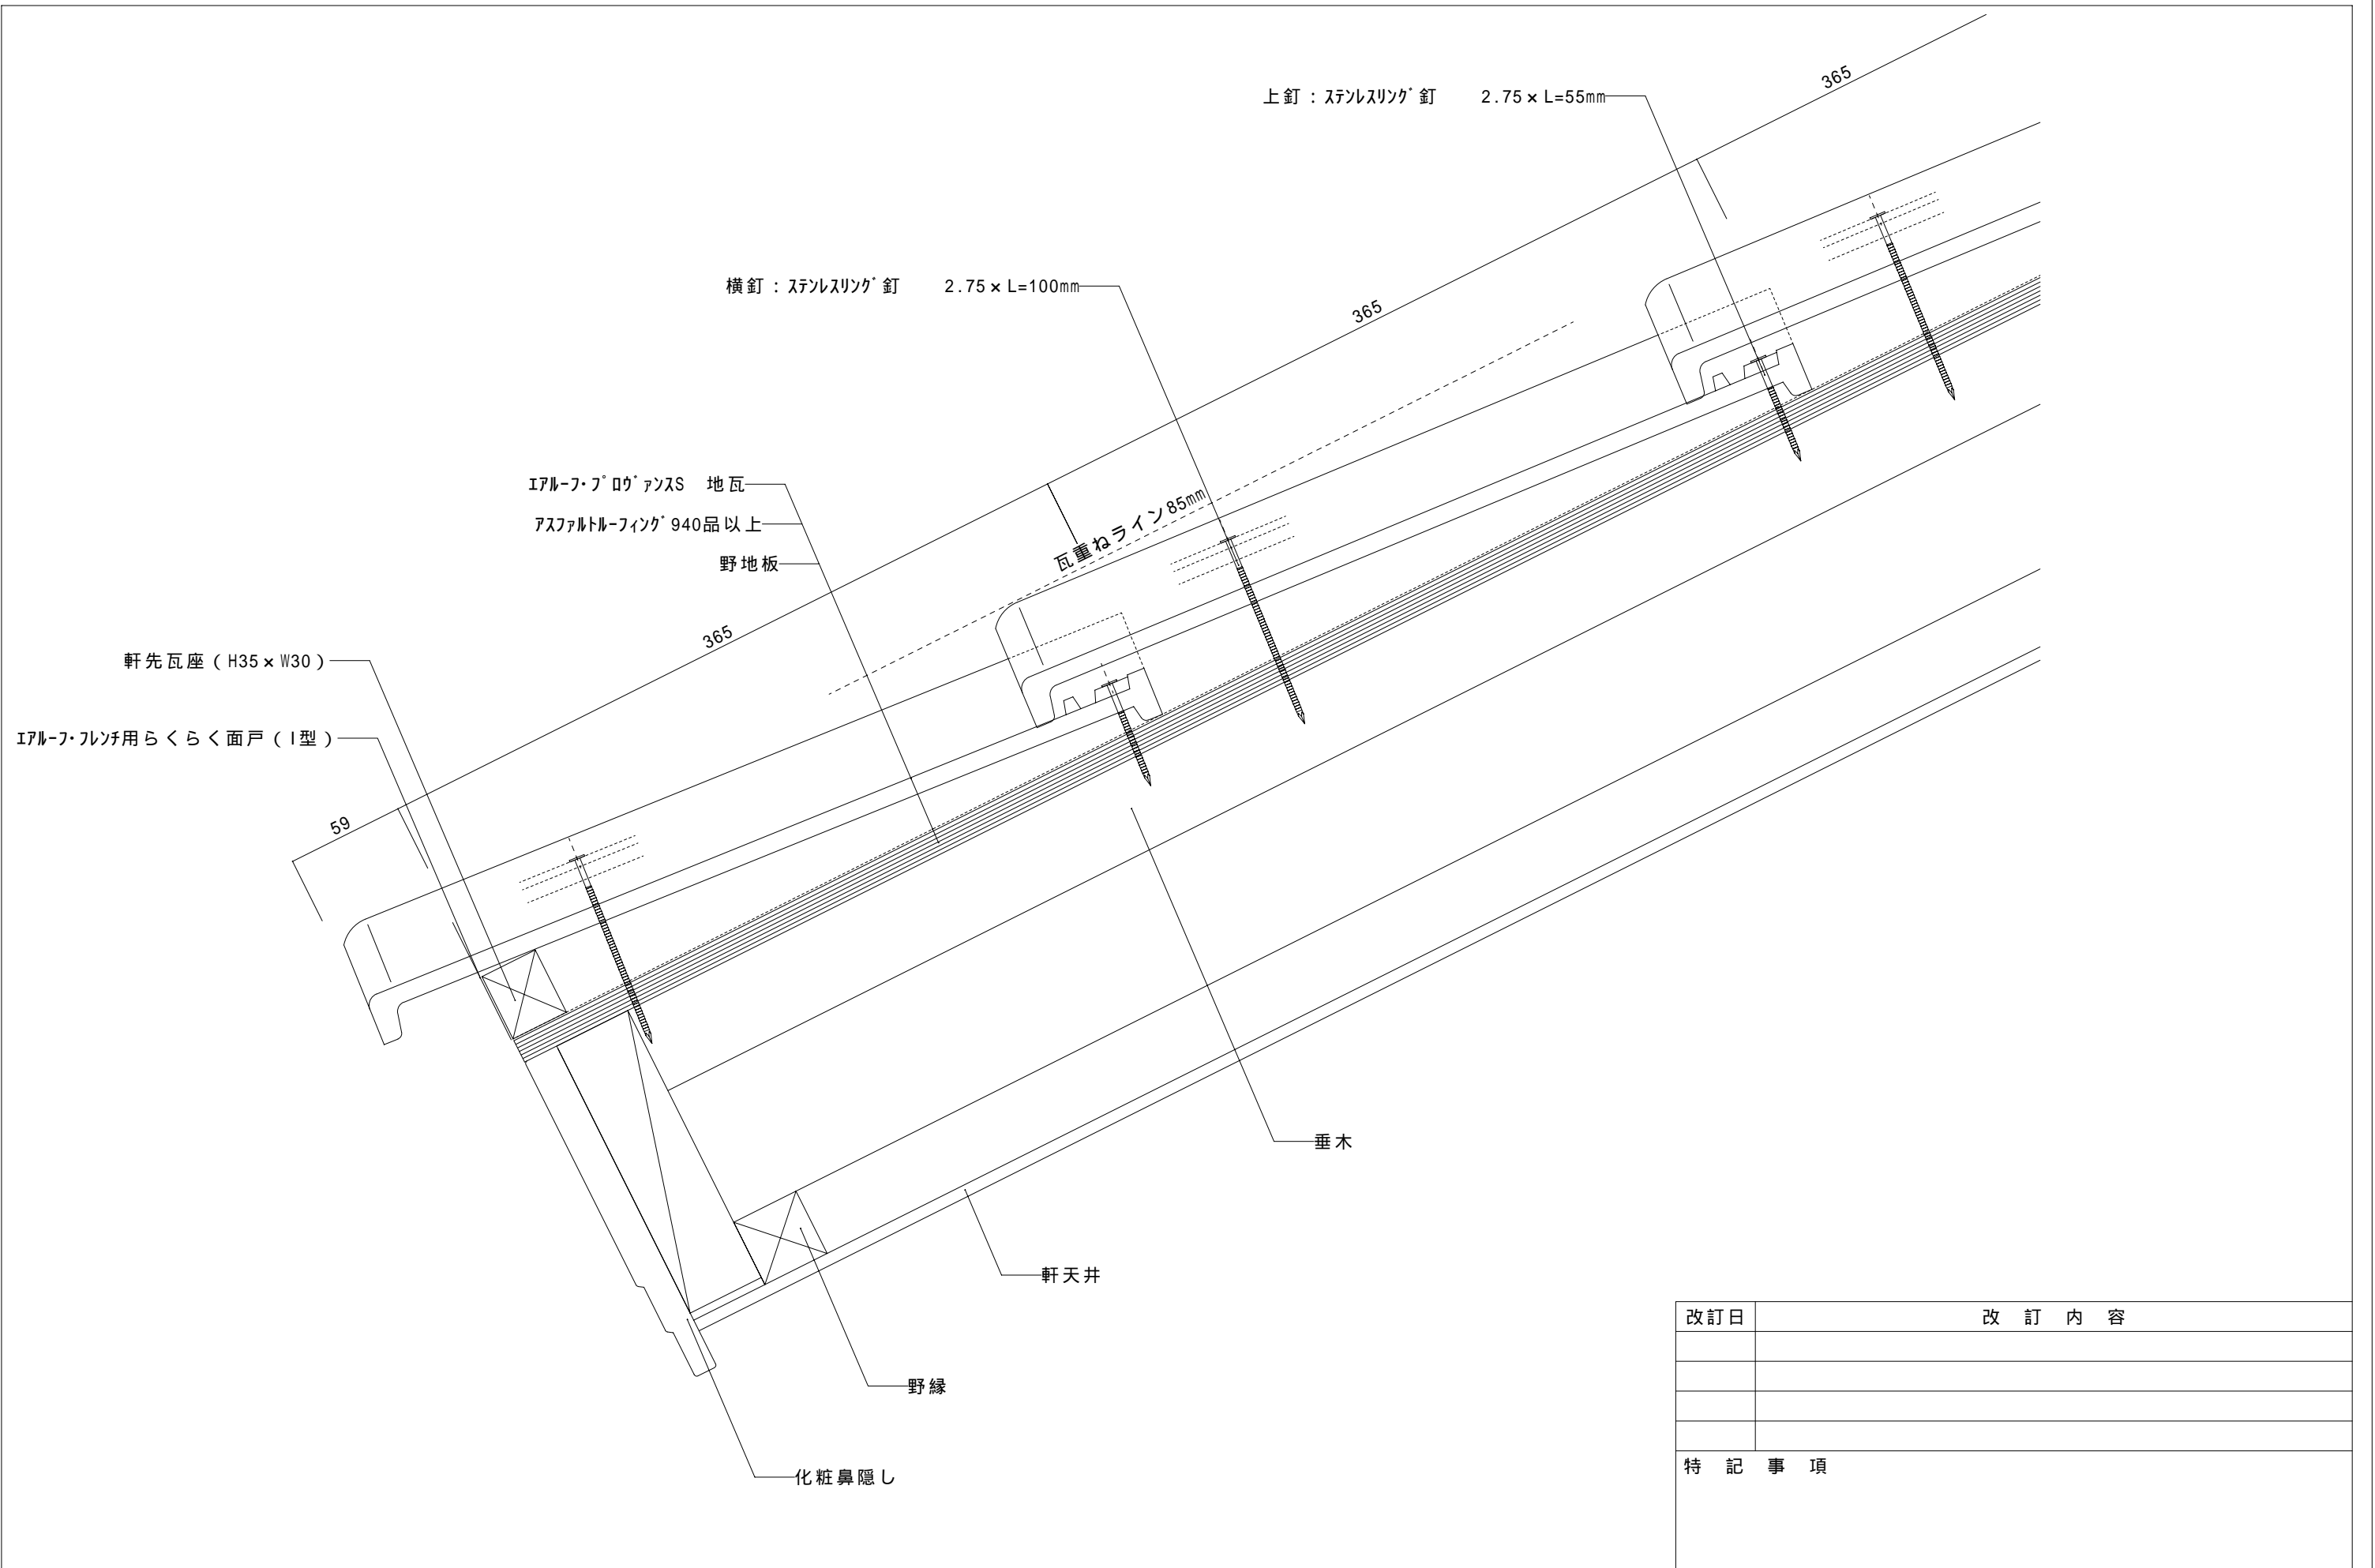 365
上釘：ｽﾃﾝﾚｽﾘﾝｸﾞ釘　2.75×L=55mm
横釘：ｽﾃﾝﾚｽﾘﾝｸﾞ釘　2.75×L=100mm
365
ｴｱﾙｰﾌ･ﾌﾟﾛｳﾞｧﾝｽS　地瓦
瓦重ねライン85mm
ｱｽﾌｧﾙﾄﾙｰﾌｨﾝｸﾞ940品以上
野地板
365
軒先瓦座（H35×W30）
ｴｱﾙｰﾌ･ﾌﾚﾝﾁ用らくらく面戸（I型）
59
垂木
軒天井
改訂日　改　訂　内　容
野縁
特　記　事　項
化粧鼻隠し